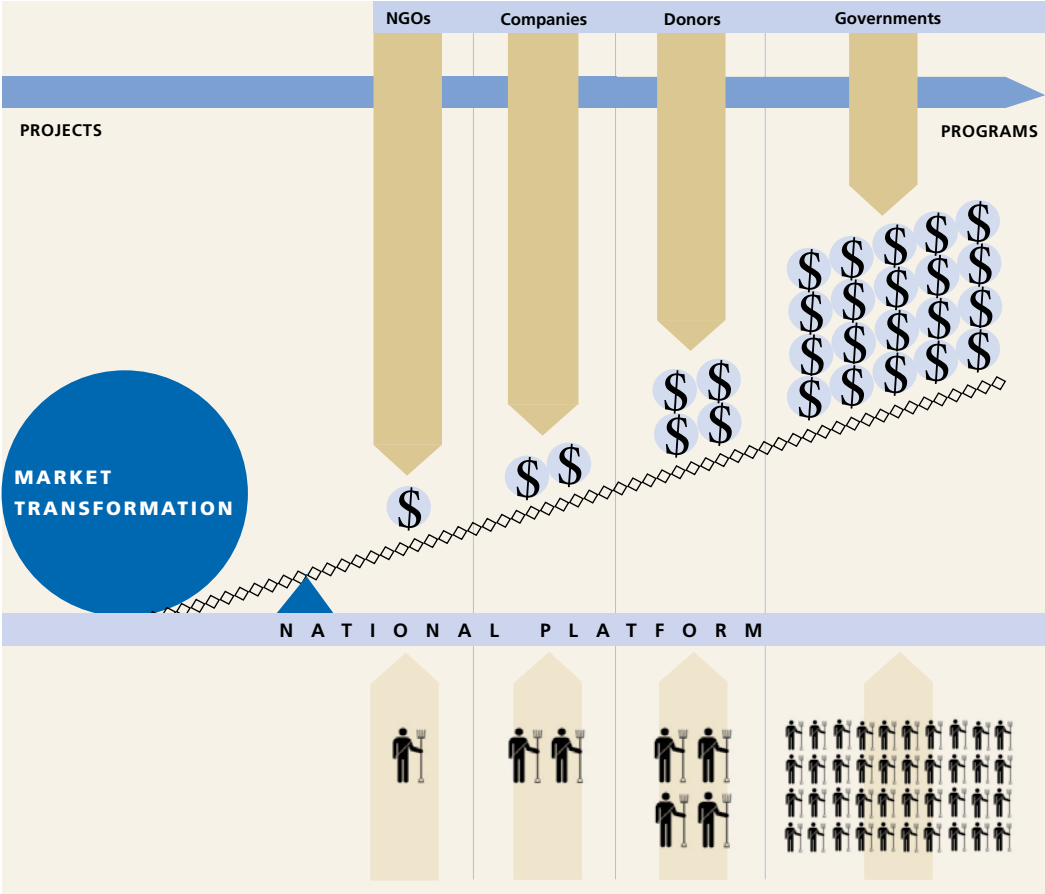 NGOs Companies Donors Governments
PROJECTS PROGRAMS
$ $ $ $ $
$ $ $ $ $
$ $ $ $ $
$ $ $ $ $
$ $
$ $
$ $
$
MARKET
TRANSFORMATION
NATIONAL PLATFORM